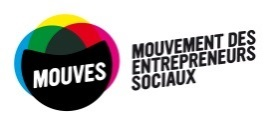 MOUVES
MOUVEMENT DES
ENTREPRENEURS
SOCIAUX